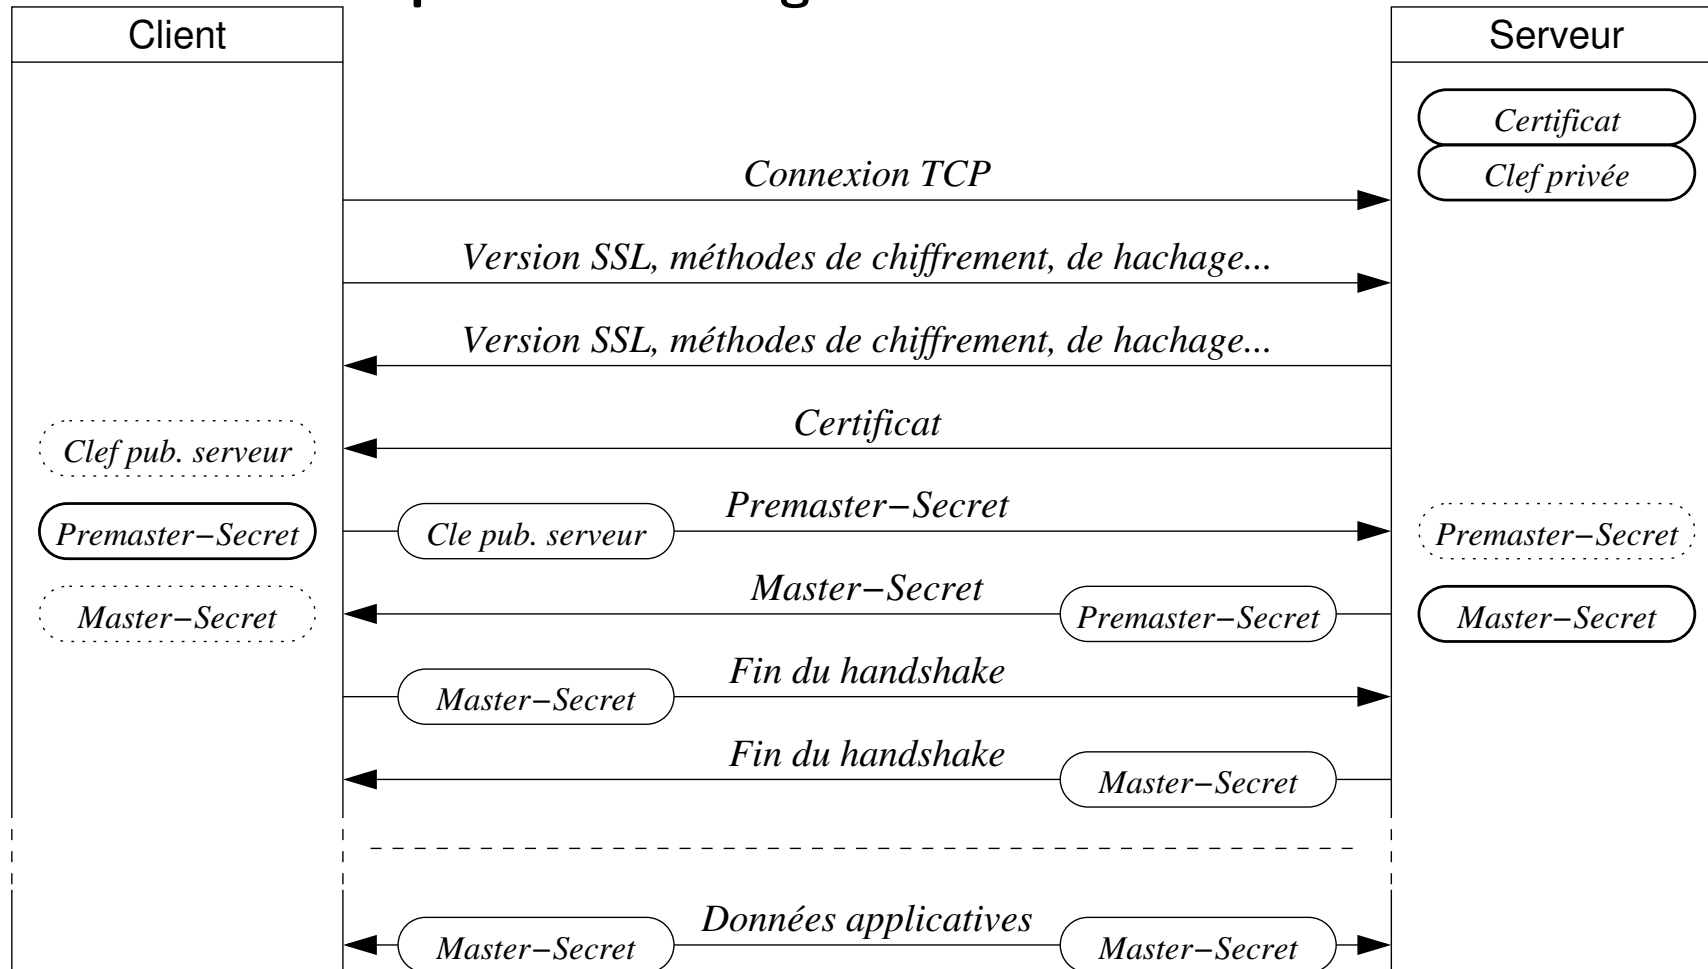 Client
Serveur
Certificat
Connexion TCP
Clef privée
Version SSL, méthodes de chiffrement, de hachage...
Version SSL, méthodes de chiffrement, de hachage...
Certificat
Clef pub. serveur
Premaster−Secret
Premaster−Secret
Cle pub. serveur
Premaster−Secret
Master−Secret
Master−Secret
Premaster−Secret
Master−Secret
Fin du handshake
Master−Secret
Fin du handshake
Master−Secret
Données applicatives
Master−Secret
Master−Secret